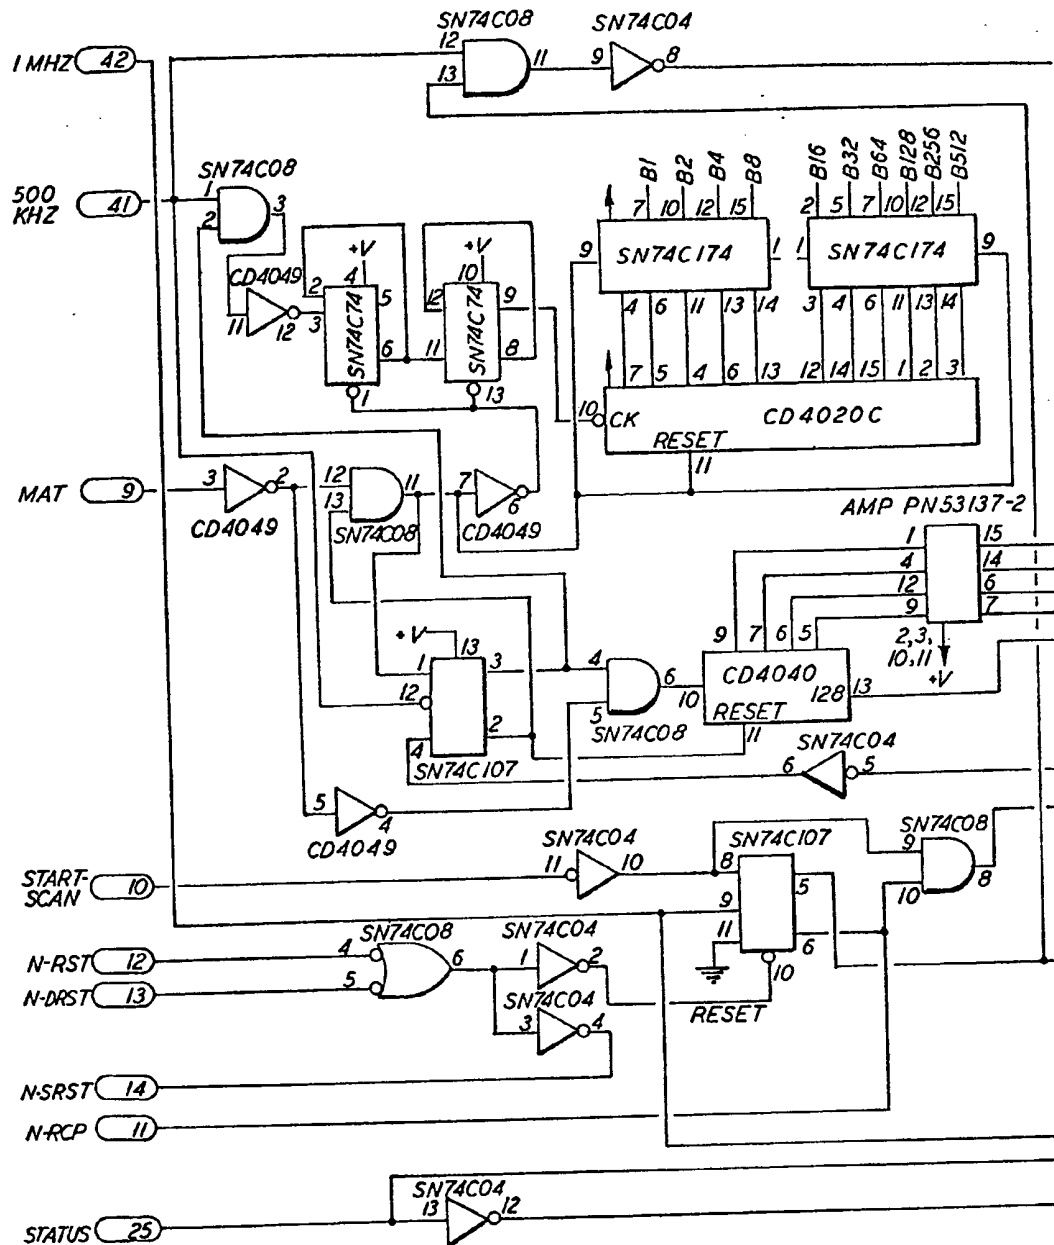 SN74C08
SN74C04
1 MHZ 42
12
13
11
9
8
SN74C08
500
KHZ 41
1
2
3
B1
B2
B4
B8
B16
B32
B64
B128
B256
B512
7 10 12 15
2 5 7 10 12 15
9 SN74C174 1
1 SN74C174 9
4 6 11 13 14
3 4 6 11 13 14
CD4049
11
12
+V
4
2
3
5
6
SN74C74
1
+V
10
12
11
9
8
SN74C74
13
7 5 4 6 13 12 14 15 1 2 3
10 CK
CD4020C
RESET
11
MAT 9
3
2
CD4049
12
13
11
SN74C08
7
6
CD4049
AMP PN53137-2
1
4
12
9
15
14
6
7
2,3,
10,11
+V
+V
13
1
12
4
3
2
SN74C107
4
5
6
SN74C08
9 7 6 5
10
CD4040
128
13
RESET
11
SN74C04
6
5
5
4
CD4049
START-
SCAN 10
SN74C04
11
10
SN74C107
8
9
11
5
6
10
RESET
SN74C08
9
10
8
N-RST 12
N-DRST 13
SN74C08
4
5
6
SN74C04
1
2
SN74C04
3
4
N-SRST 14
N-RCP 11
STATUS 25
SN74C04
13
12